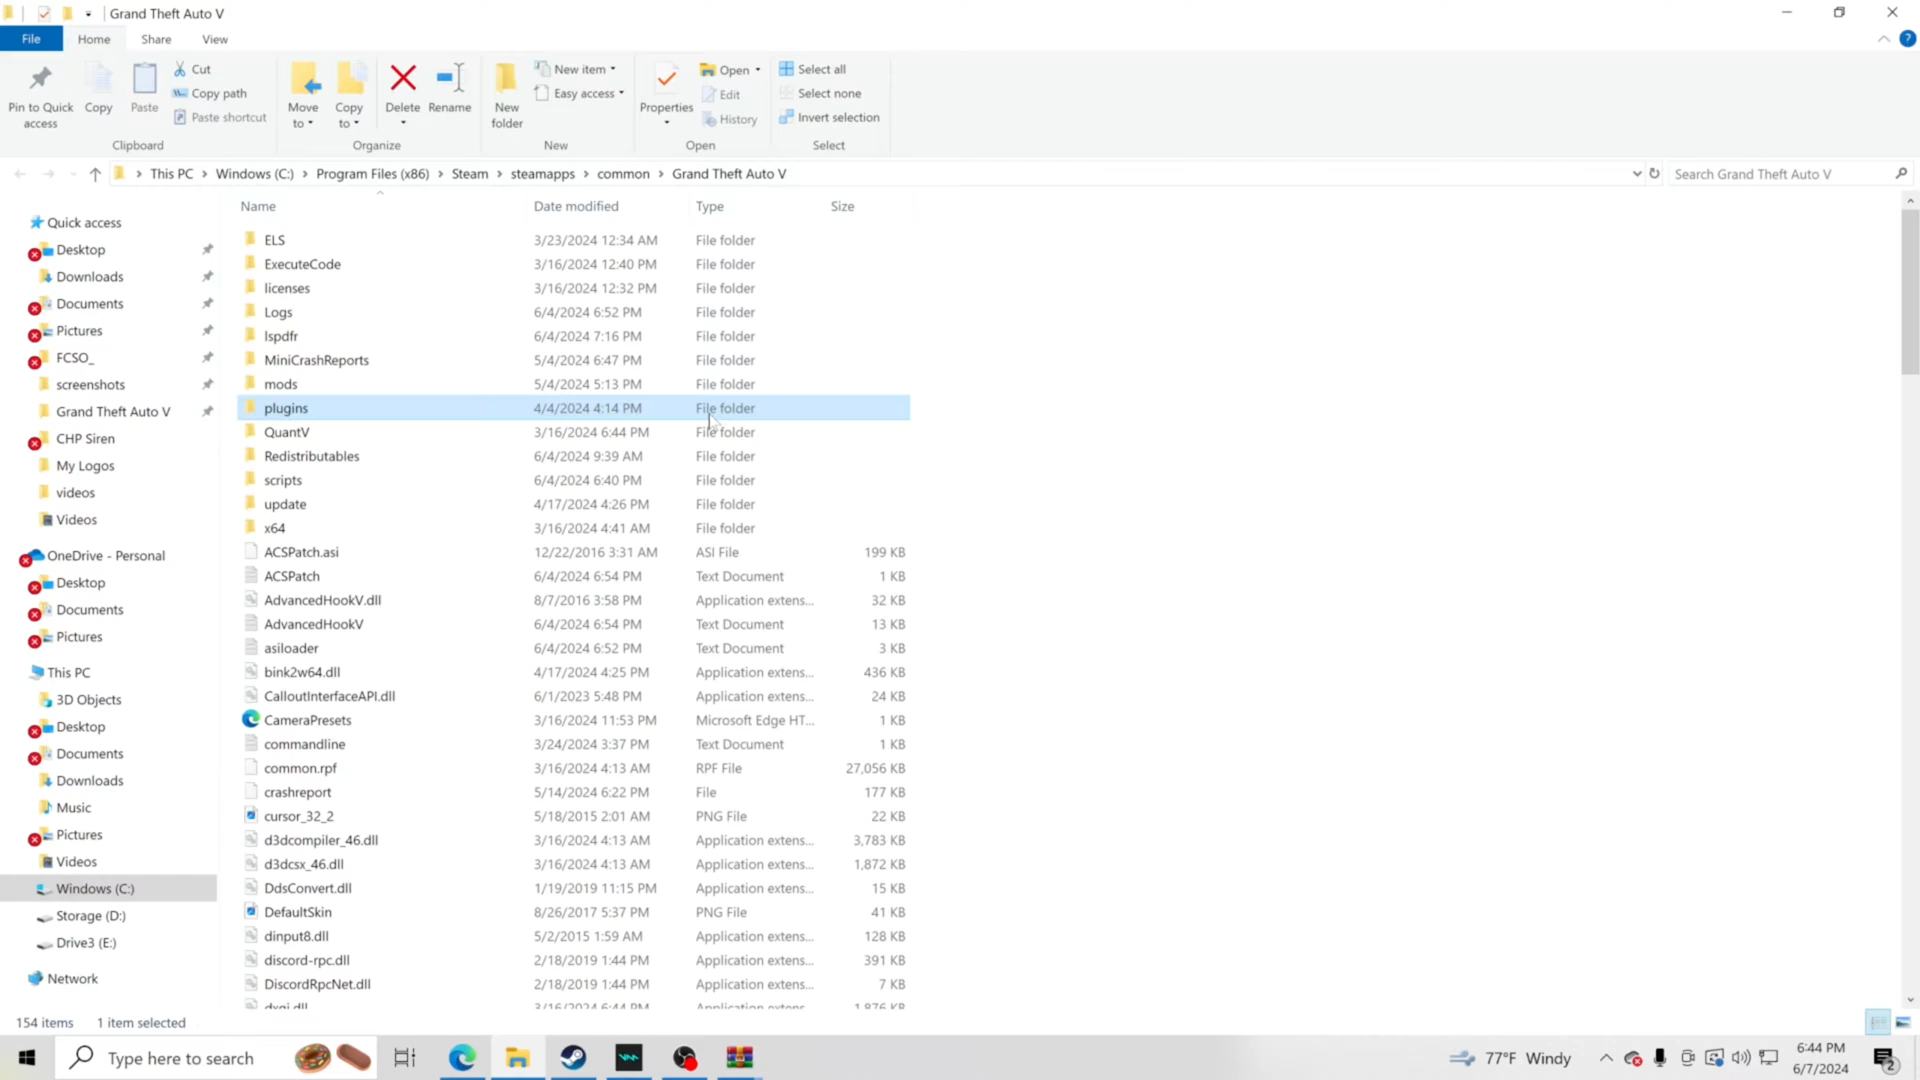 Grand Theft Auto V
File Home Share View
Pin to Quick access
Copy
Paste
Cut
Copy path
Paste shortcut
Clipboard
Move to
Copy to
Delete
Rename
Organize
New folder
New item
Easy access
New
Properties
Open
Edit
History
Open
Select all
Select none
Invert selection
Select
This PC > Windows (C:) > Program Files (x86) > Steam > steamapps > common > Grand Theft Auto V
Search Grand Theft Auto V
Quick access
Desktop
Downloads
Documents
Pictures
FCSO_
screenshots
Grand Theft Auto V
CHP Siren
My Logos
videos
Videos
OneDrive - Personal
Desktop
Documents
Pictures
This PC
3D Objects
Desktop
Documents
Downloads
Music
Pictures
Videos
Windows (C:)
Storage (D:)
Drive3 (E:)
Network
Name Date modified Type Size
ELS 3/23/2024 12:34 AM File folder
ExecuteCode 3/16/2024 12:40 PM File folder
licenses 3/16/2024 12:32 PM File folder
Logs 6/4/2024 6:52 PM File folder
lspdfr 6/4/2024 7:16 PM File folder
MiniCrashReports 5/4/2024 6:47 PM File folder
mods 5/4/2024 5:13 PM File folder
plugins 4/4/2024 4:14 PM File folder
QuantV 3/16/2024 6:44 PM File folder
Redistributables 6/4/2024 9:39 AM File folder
scripts 6/4/2024 6:40 PM File folder
update 4/17/2024 4:26 PM File folder
x64 3/16/2024 4:41 AM File folder
ACSPatch.asi 12/22/2016 3:31 AM ASI File 199 KB
ACSPatch 6/4/2024 6:54 PM Text Document 1 KB
AdvancedHookV.dll 8/7/2016 3:58 PM Application extens... 32 KB
AdvancedHookV 6/4/2024 6:54 PM Text Document 13 KB
asiloader 6/4/2024 6:52 PM Text Document 3 KB
bink2w64.dll 4/17/2024 4:25 PM Application extens... 436 KB
CalloutInterfaceAPI.dll 6/1/2023 5:48 PM Application extens... 24 KB
CameraPresets 3/16/2024 11:53 PM Microsoft Edge HT... 1 KB
commandline 3/24/2024 3:37 PM Text Document 1 KB
common.rpf 3/16/2024 4:13 AM RPF File 27,056 KB
crashreport 5/14/2024 6:22 PM File 177 KB
cursor_32_2 5/18/2015 2:01 AM PNG File 22 KB
d3dcompiler_46.dll 3/16/2024 4:13 AM Application extens... 3,783 KB
d3dcsx_46.dll 3/16/2024 4:13 AM Application extens... 1,872 KB
DdsConvert.dll 1/19/2019 11:15 PM Application extens... 15 KB
DefaultSkin 8/26/2017 5:37 PM PNG File 41 KB
dinput8.dll 5/2/2015 1:59 AM Application extens... 128 KB
discord-rpc.dll 2/18/2019 1:44 PM Application extens... 391 KB
DiscordRpcNet.dll 2/18/2019 1:44 PM Application extens... 7 KB
dxgi.dll 3/16/2024 6:44 PM Application extens... 1,876 KB
154 items 1 item selected
Type here to search
77°F Windy
6:44 PM
6/7/2024
2